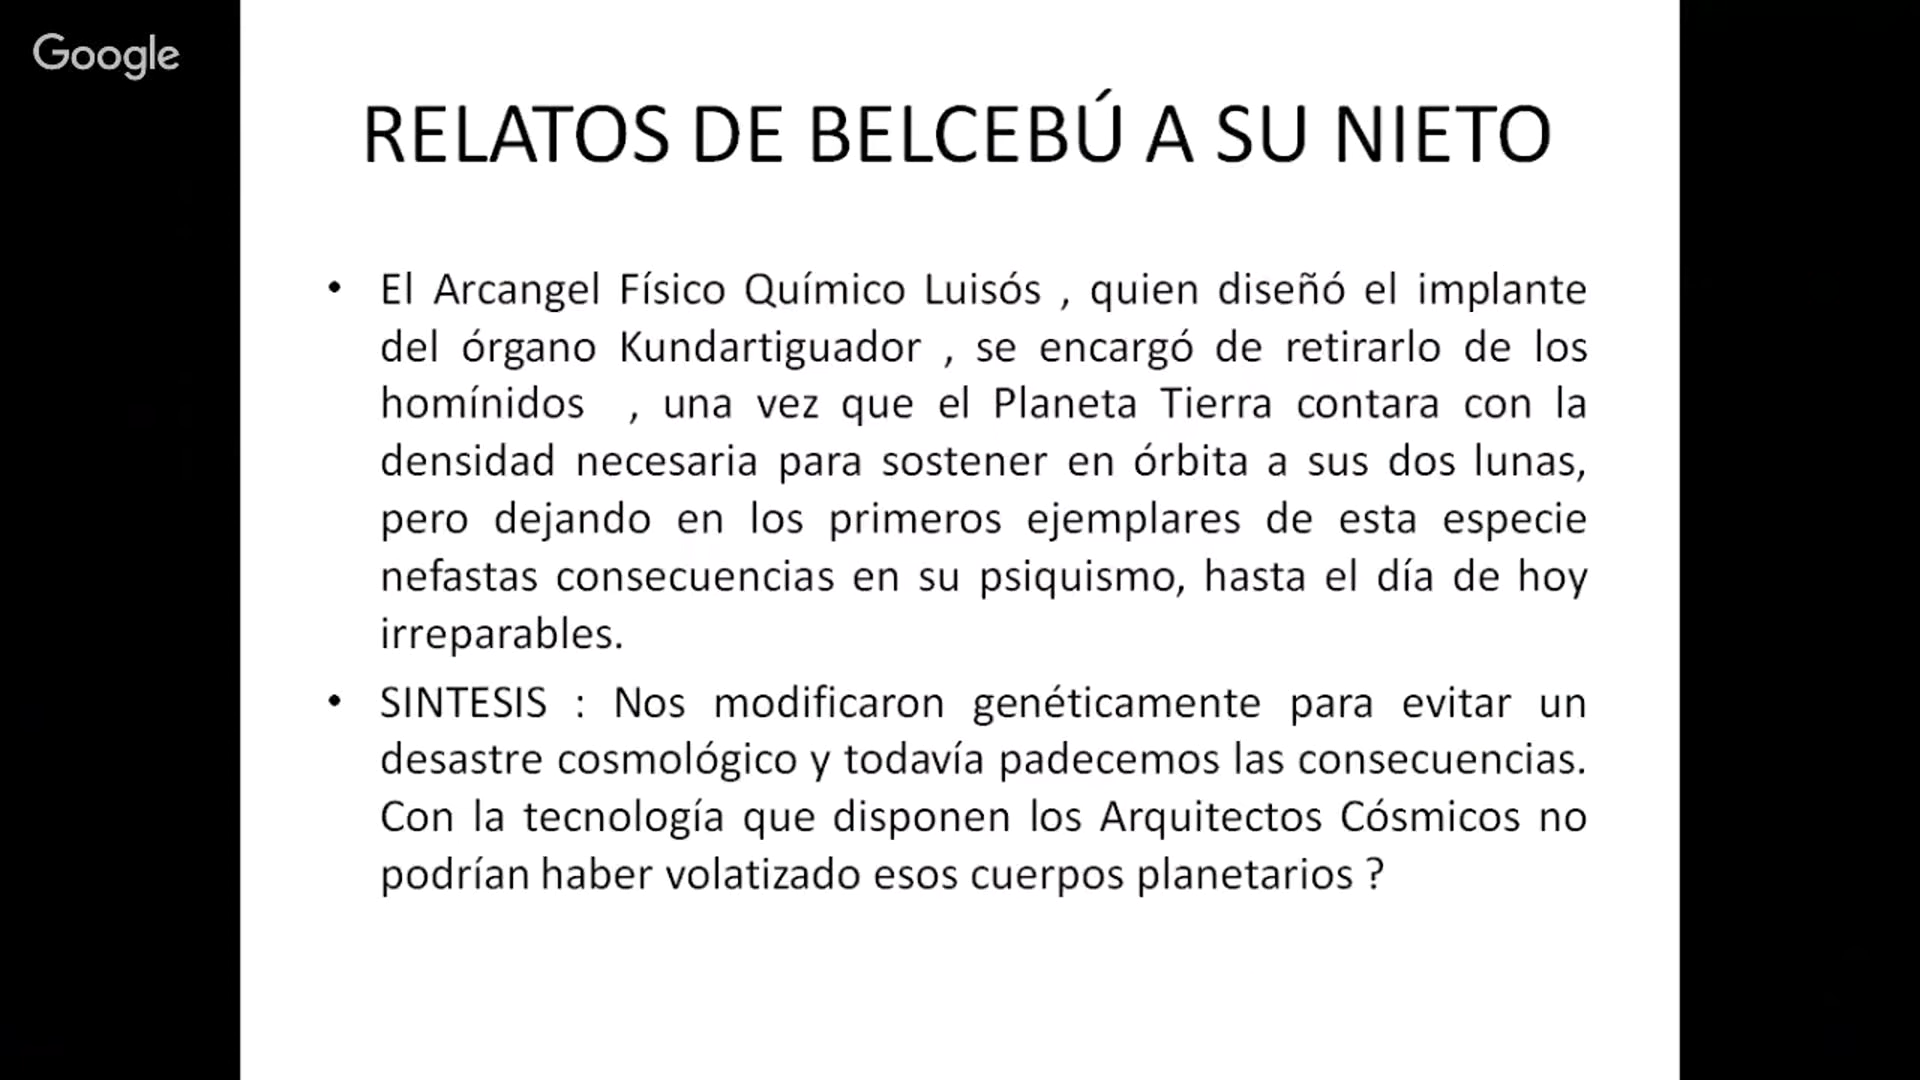 Google
RELATOS DE BELCEBÚ A SU NIETO
• El Arcangel Físico Químico Luisós , quien diseñó el implante
del órgano Kundartiguador , se encargó de retirarlo de los
homínidos , una vez que el Planeta Tierra contara con la
densidad necesaria para sostener en órbita a sus dos lunas,
pero dejando en los primeros ejemplares de esta especie
nefastas consecuencias en su psiquismo, hasta el día de hoy
irreparables.
• SINTESIS : Nos modificaron genéticamente para evitar un
desastre cosmológico y todavía padecemos las consecuencias.
Con la tecnología que disponen los Arquitectos Cósmicos no
podrían haber volatizado esos cuerpos planetarios ?